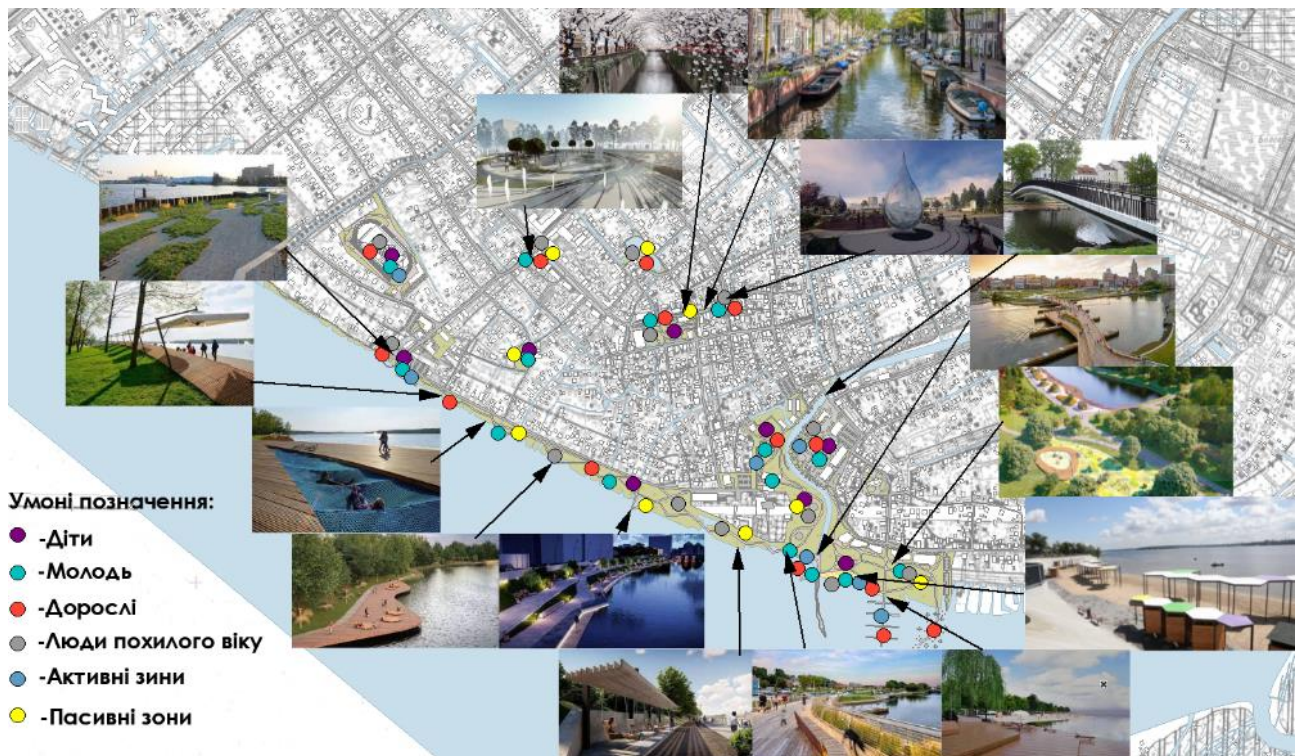 Умоні позначення:
-Діти
-Молодь
-Дорослі
-Люди похилого віку
-Активні зини
-Пасивні зони